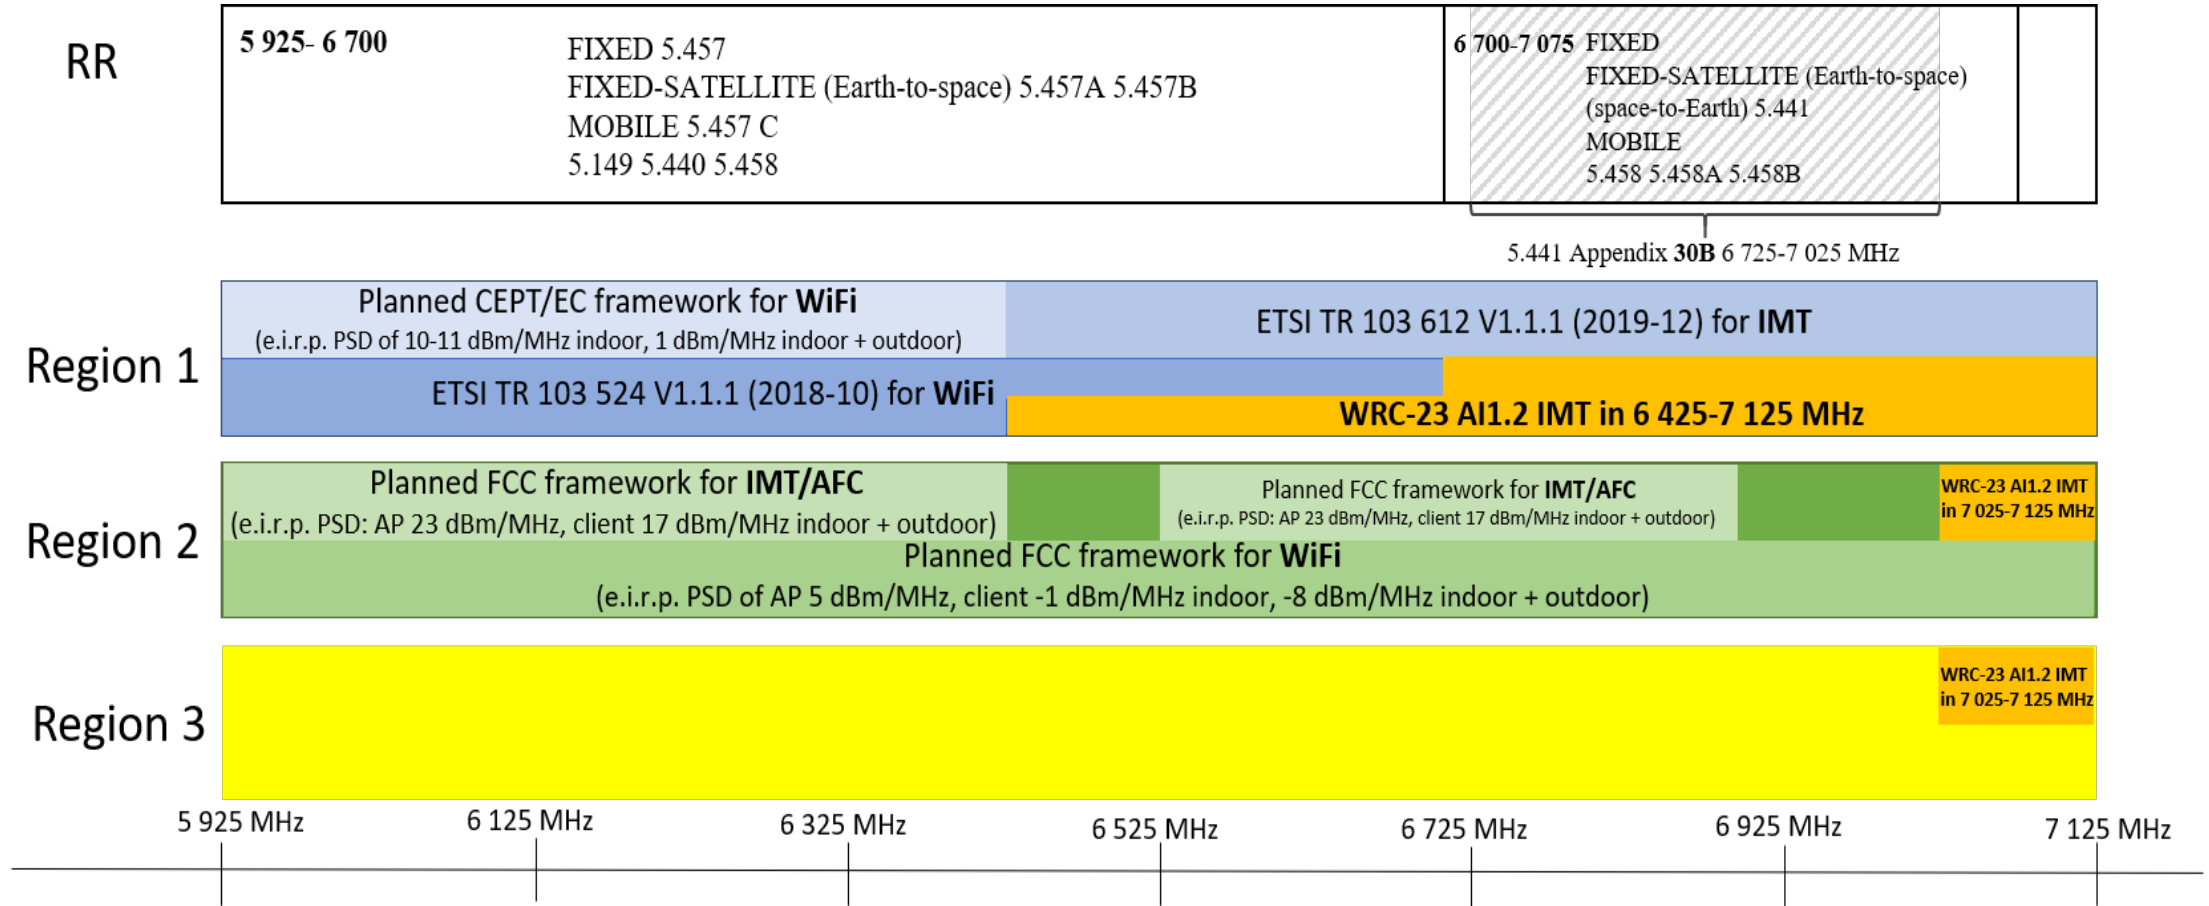 RR
5 925- 6 700
FIXED 5.457
FIXED-SATELLITE (Earth-to-space) 5.457A 5.457B
MOBILE 5.457 C
5.149 5.440 5.458
6 700-7 075
FIXED
FIXED-SATELLITE (Earth-to-space)
(space-to-Earth) 5.441
MOBILE
5.458 5.458A 5.458B
5.441 Appendix 30B 6 725-7 025 MHz
Region 1
Planned CEPT/EC framework for WiFi
(e.i.r.p. PSD of 10-11 dBm/MHz indoor, 1 dBm/MHz indoor + outdoor)
ETSI TR 103 612 V1.1.1 (2019-12) for IMT
ETSI TR 103 524 V1.1.1 (2018-10) for WiFi
WRC-23 AI1.2 IMT in 6 425-7 125 MHz
Region 2
Planned FCC framework for IMT/AFC
(e.i.r.p. PSD: AP 23 dBm/MHz, client 17 dBm/MHz indoor + outdoor)
Planned FCC framework for IMT/AFC
(e.i.r.p. PSD: AP 23 dBm/MHz, client 17 dBm/MHz indoor + outdoor)
WRC-23 AI1.2 IMT
in 7 025-7 125 MHz
Planned FCC framework for WiFi
(e.i.r.p. PSD of AP 5 dBm/MHz, client -1 dBm/MHz indoor, -8 dBm/MHz indoor + outdoor)
Region 3
WRC-23 AI1.2 IMT
in 7 025-7 125 MHz
5 925 MHz
6 125 MHz
6 325 MHz
6 525 MHz
6 725 MHz
6 925 MHz
7 125 MHz